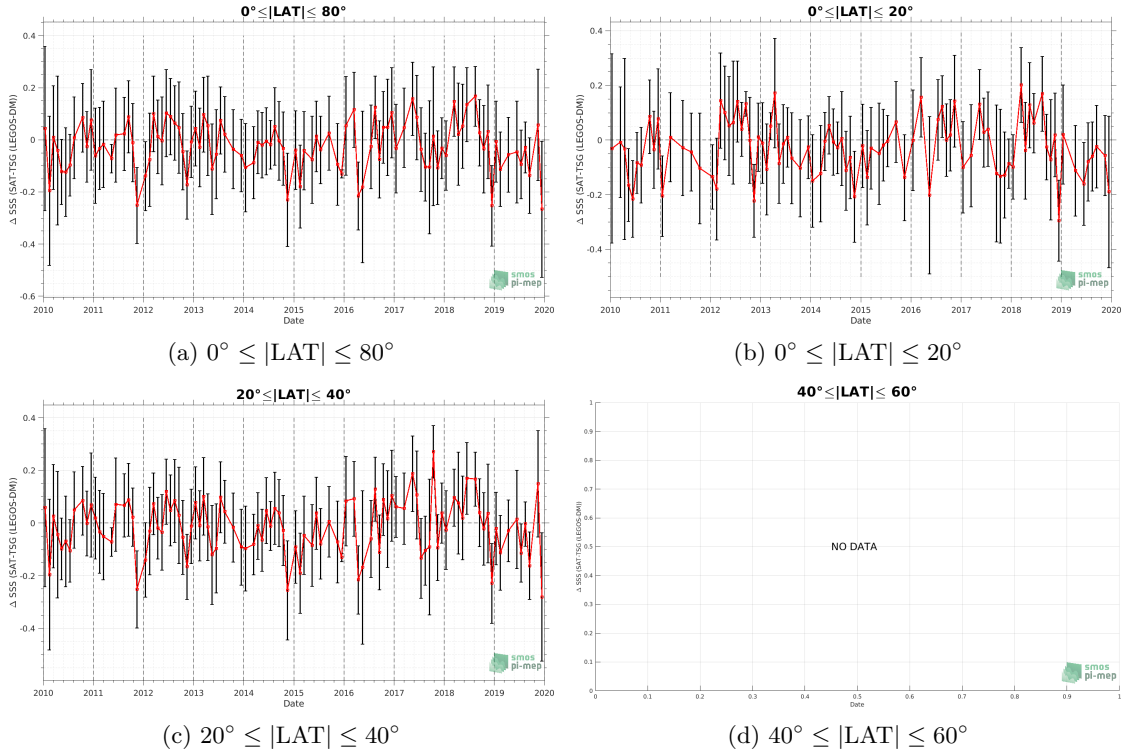 0°≤|LAT|≤ 80°
Δ SSS (SAT-TSG (LEGOS-DMI))
0.4
0.2
0
-0.2
-0.4
-0.6
2010 2011 2012 2013 2014 2015 2016 2017 2018 2019 2020
Date
smos
pi-mep
(a) 0° ≤ |LAT| ≤ 80°
0°≤|LAT|≤ 20°
Δ SSS (SAT-TSG (LEGOS-DMI))
0.4
0.2
0
-0.2
-0.4
2010 2011 2012 2013 2014 2015 2016 2017 2018 2019 2020
Date
smos
pi-mep
(b) 0° ≤ |LAT| ≤ 20°
20°≤|LAT|≤ 40°
Δ SSS (SAT-TSG (LEGOS-DMI))
0.4
0.2
0
-0.2
-0.4
2010 2011 2012 2013 2014 2015 2016 2017 2018 2019 2020
Date
smos
pi-mep
(c) 20° ≤ |LAT| ≤ 40°
40°≤|LAT|≤ 60°
Δ SSS (SAT-TSG (LEGOS-DMI))
1
0.9
0.8
0.7
0.6
0.5
0.4
0.3
0.2
0.1
0
NO DATA
0 0.1 0.2 0.3 0.4 0.5 0.6 0.7 0.8 0.9 1
Date
smos
pi-mep
(d) 40° ≤ |LAT| ≤ 60°